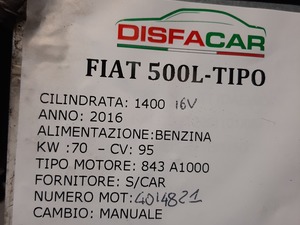 DISFACAR
FIAT 500L-TIPO
CILINDRATA: 1400 16V
ANNO: 2016
ALIMENTAZIONE:BENZINA
KW :70 - CV: 95
TIPO MOTORE: 843 A1000
FORNITORE: S/CAR
NUMERO MOT:4014821
CAMBIO: MANUALE